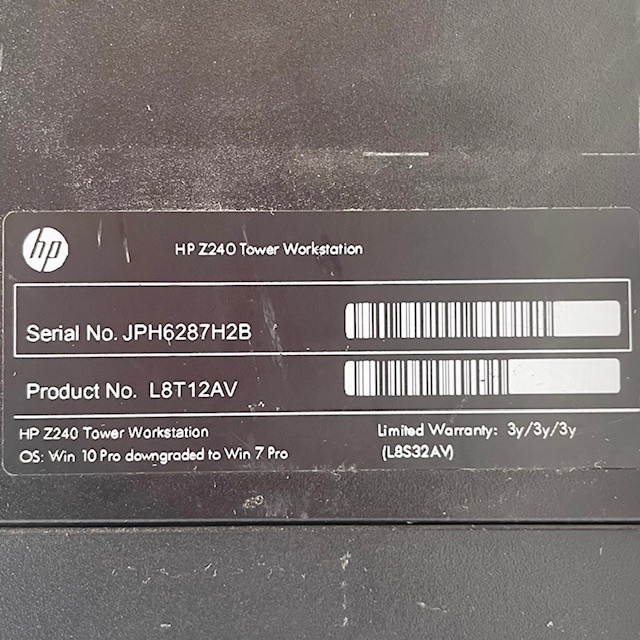 hp
HP Z240 Tower Workstation
Serial No. JPH6287H2B
Product No. L8T12AV
HP Z240 Tower Workstation
OS: Win 10 Pro downgraded to Win 7 Pro
Limited Warranty: 3y/3y/3y
(L8S32AV)